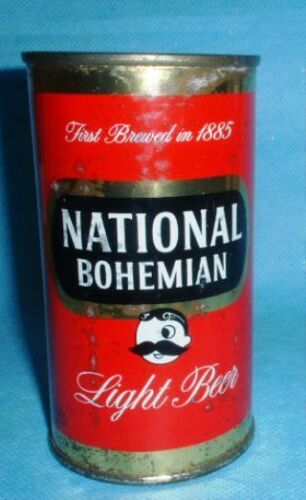 First Brewed in 1885
NATIONAL
BOHEMIAN
Light Beer